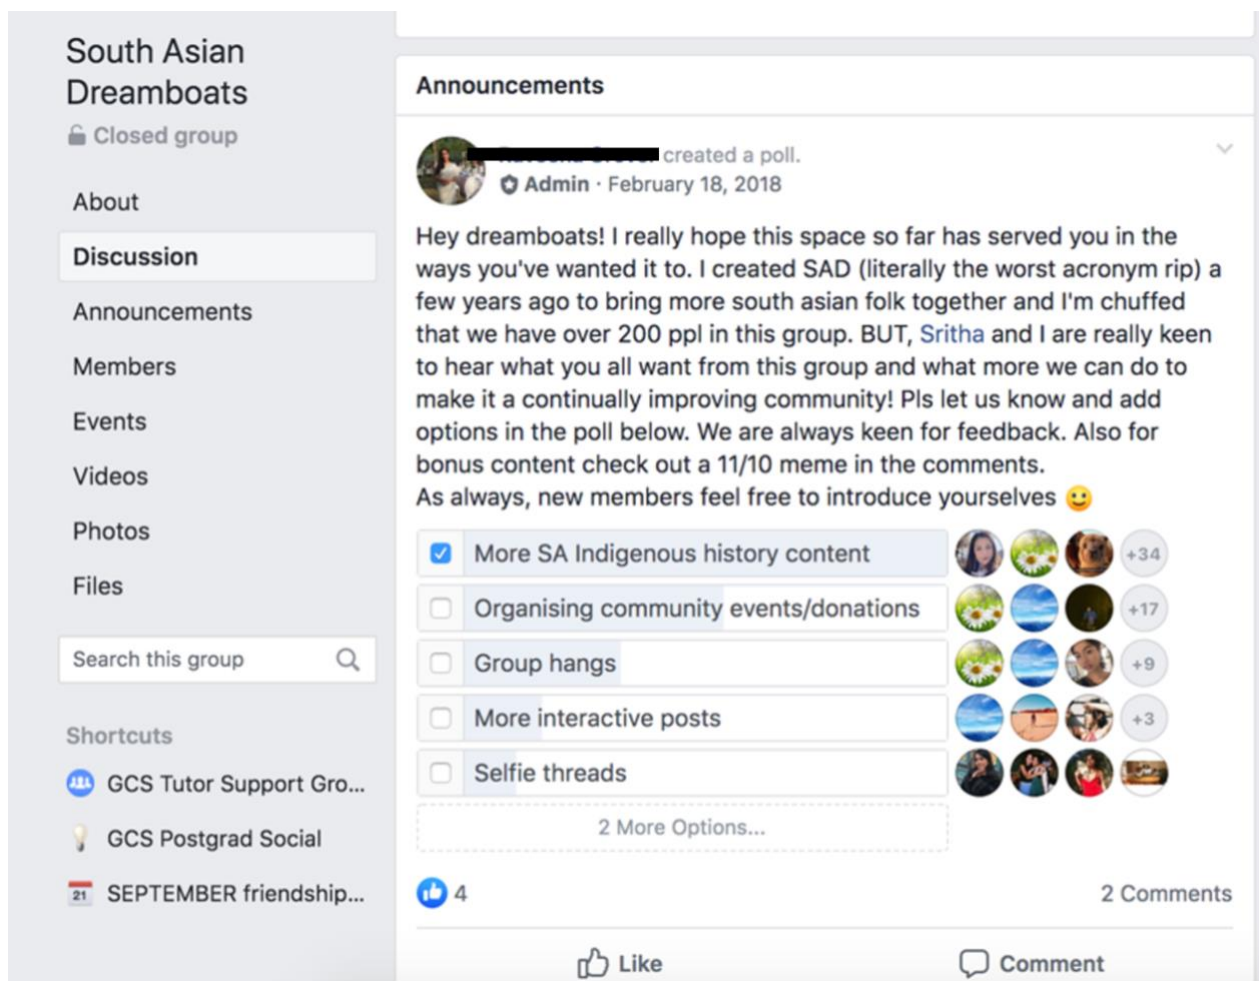 South Asian
Dreamboats
Closed group
About
Discussion
Announcements
Members
Events
Videos
Photos
Files
Search this group
Shortcuts
GCS Tutor Support Gro...
GCS Postgrad Social
21 SEPTEMBER friendship...
Announcements
created a poll.
Admin · February 18, 2018
Hey dreamboats! I really hope this space so far has served you in the
ways you've wanted it to. I created SAD (literally the worst acronym rip) a
few years ago to bring more south asian folk together and I'm chuffed
that we have over 200 ppl in this group. BUT, Sritha and I are really keen
to hear what you all want from this group and what more we can do to
make it a continually improving community! Pls let us know and add
options in the poll below. We are always keen for feedback. Also for
bonus content check out a 11/10 meme in the comments.
As always, new members feel free to introduce yourselves 🙂
More SA Indigenous history content +34
Organising community events/donations +17
Group hangs +9
More interactive posts +3
Selfie threads
2 More Options...
4
2 Comments
Like
Comment